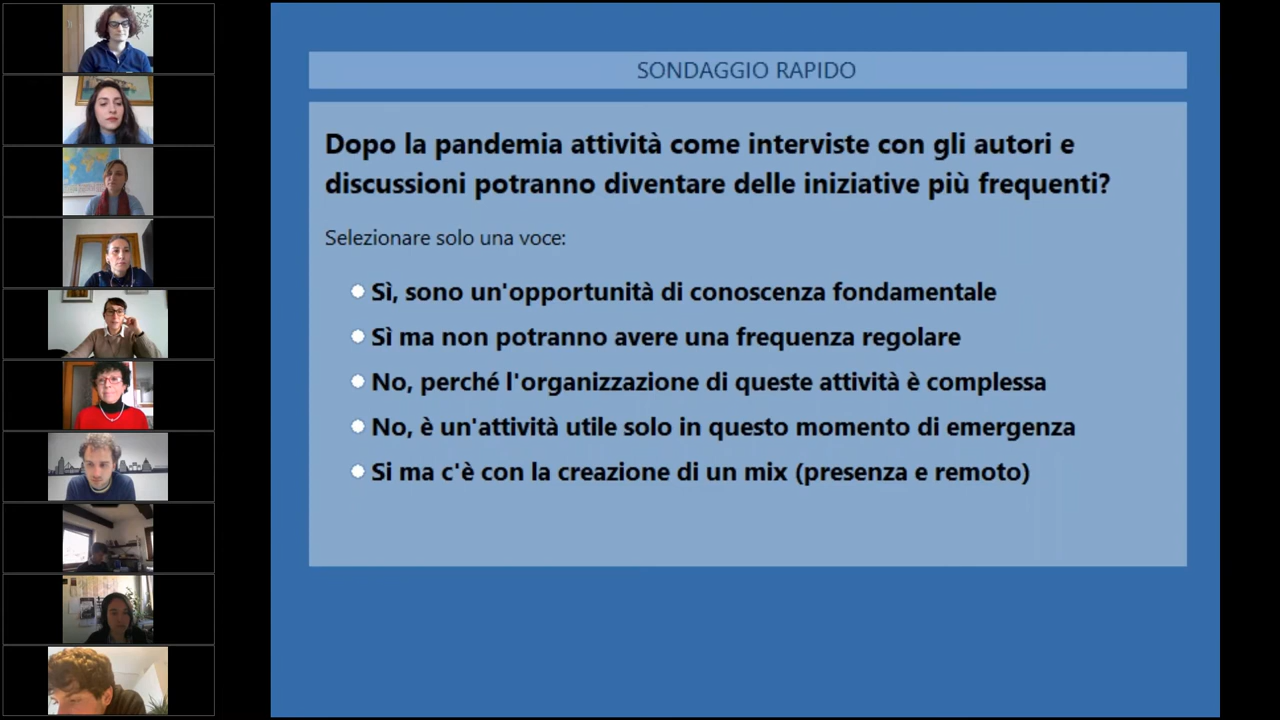 SONDAGGIO RAPIDO
Dopo la pandemia attività come interviste con gli autori e
discussioni potranno diventare delle iniziative più frequenti?
Selezionare solo una voce:
Sì, sono un'opportunità di conoscenza fondamentale
Sì ma non potranno avere una frequenza regolare
No, perché l'organizzazione di queste attività è complessa
No, è un'attività utile solo in questo momento di emergenza
Si ma c'è con la creazione di un mix (presenza e remoto)